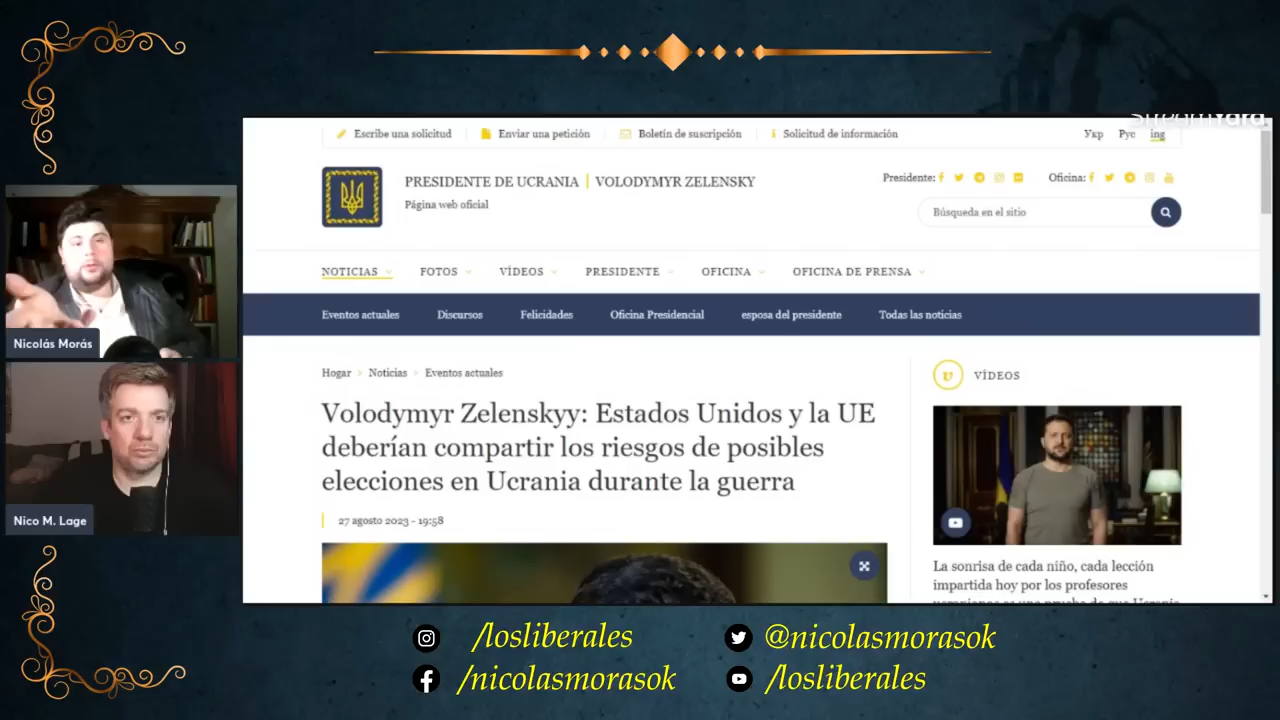 StreamYard
Escribe una solicitud
Enviar una petición
Boletín de suscripción
Solicitud de información
Укр
Рус
ing
PRESIDENTE DE UCRANIA | VOLODYMYR ZELENSKY
Página web oficial
Presidente:
Oficina:
Búsqueda en el sitio
NOTICIAS
FOTOS
VÍDEOS
PRESIDENTE
OFICINA
OFICINA DE PRENSA
Eventos actuales
Discursos
Felicidades
Oficina Presidencial
esposa del presidente
Todas las noticias
Hogar
Noticias
Eventos actuales
Volodymyr Zelenskyy: Estados Unidos y la UE
deberían compartir los riesgos de posibles
elecciones en Ucrania durante la guerra
27 agosto 2023 - 19:58
VÍDEOS
La sonrisa de cada niño, cada lección
impartida hoy por los profesores
Nicolás Morás
Nico M. Lage
/losliberales
@nicolasmorasok
/nicolasmorasok
/losliberales